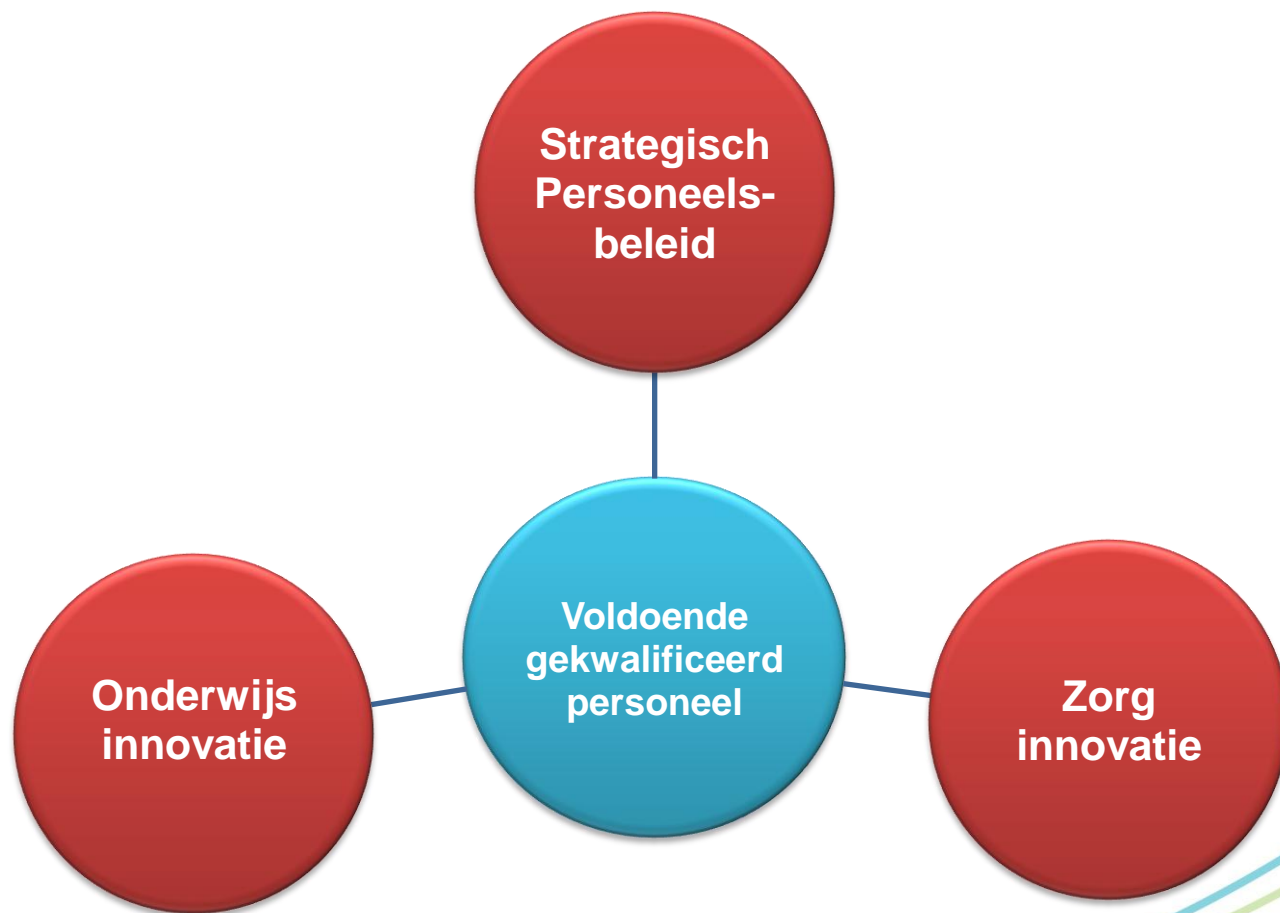 Strategisch
Personeels-
beleid
Voldoende
gekwalificeerd
personeel
Onderwijs
innovatie
Zorg
innovatie